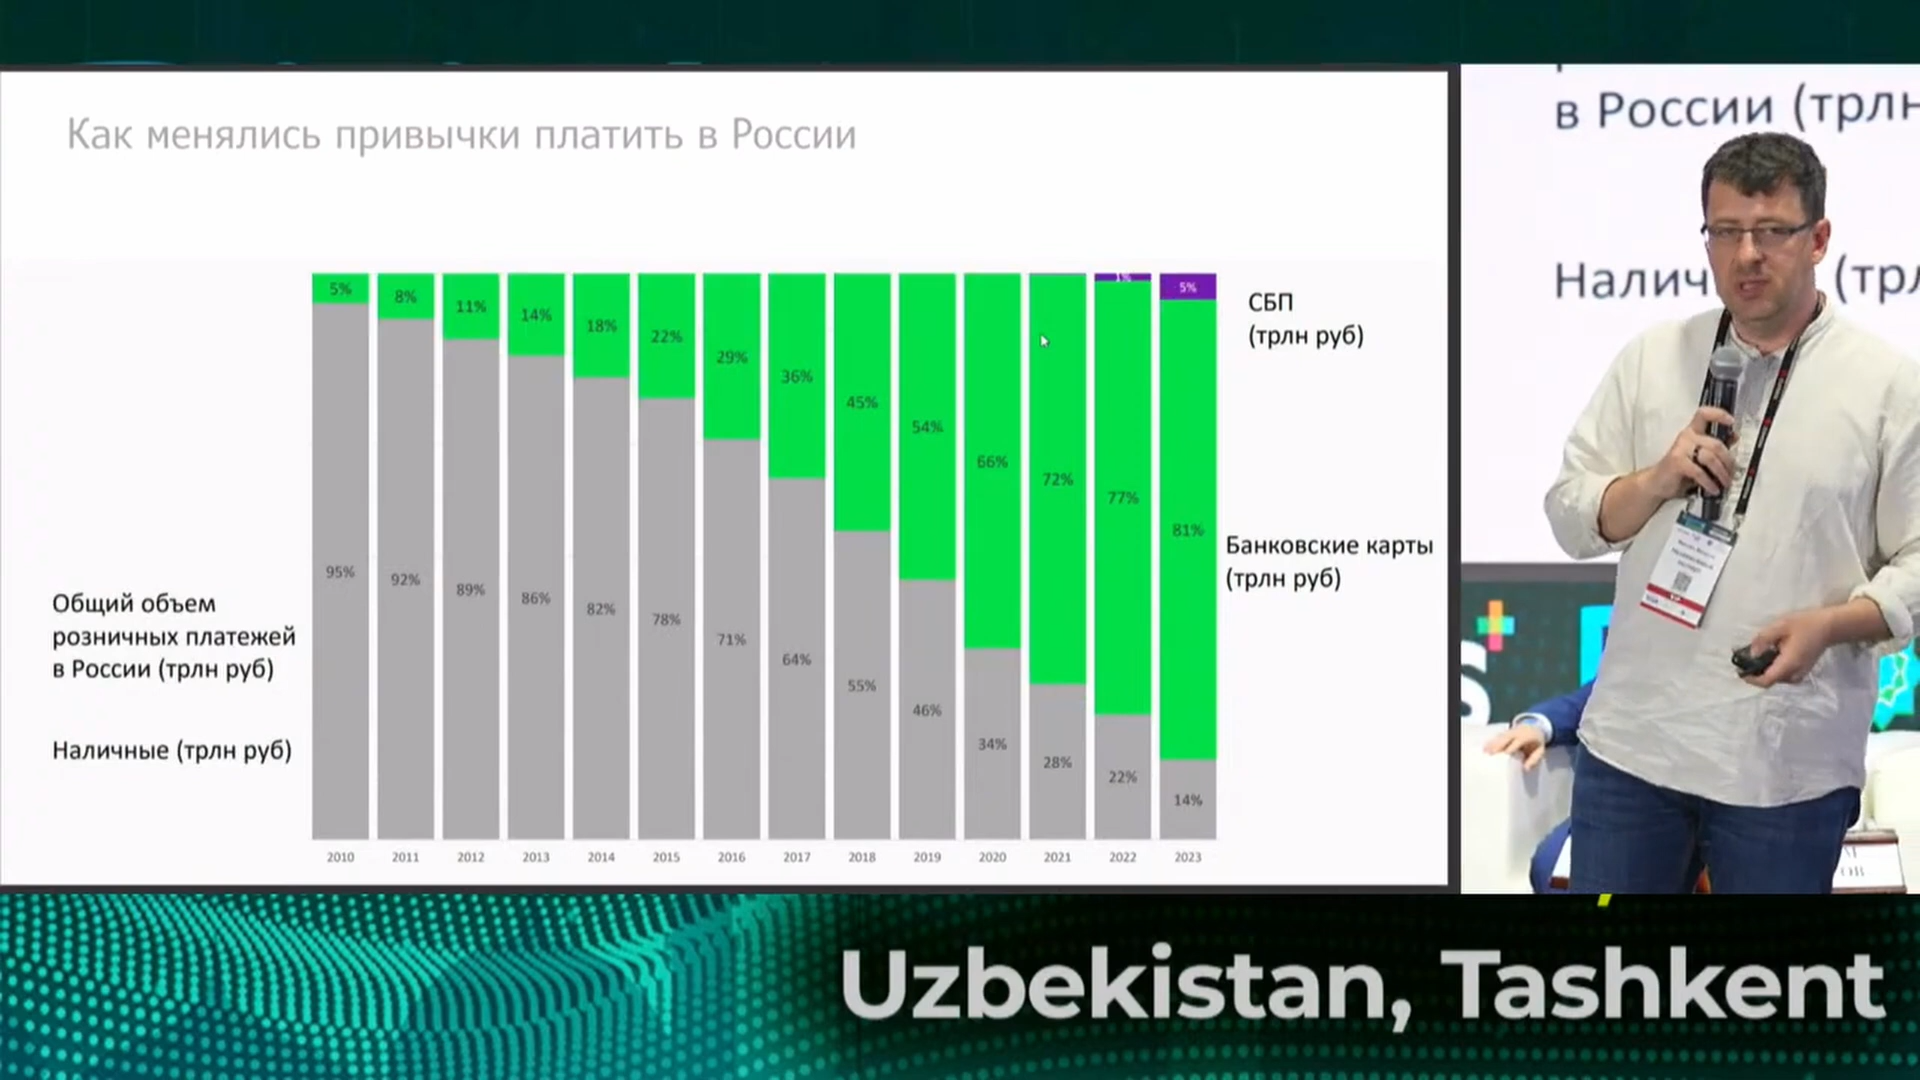 Как менялись привычки платить в России
5% 8% 11% 14% 18% 22% 29% 36% 45% 54% 66% 72% 1% 77% 5% 81%
95% 92% 89% 86% 82% 78% 71% 64% 55% 46% 34% 28% 22% 14%
2010 2011 2012 2013 2014 2015 2016 2017 2018 2019 2020 2021 2022 2023
СБП
(трлн руб)
Банковские карты
(трлн руб)
Общий объем
розничных платежей
в России (трлн руб)
Наличные (трлн руб)
в России (трлн
Налич (тр
Uzbekistan, Tashkent